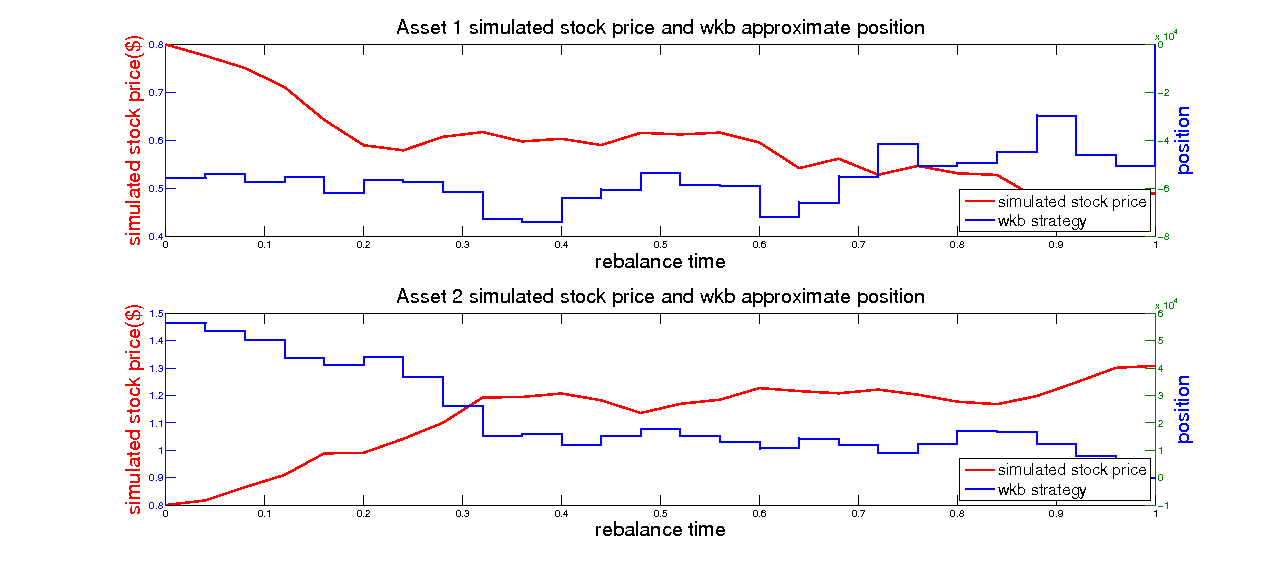 Asset 1 simulated stock price and wkb approximate position
x 10^4
0.8
0.7
0.6
0.5
0.4
simulated stock price($)
0
-2
-4
-6
-8
position
simulated stock price
wkb strategy
0 0.1 0.2 0.3 0.4 0.5 0.6 0.7 0.8 0.9 1
rebalance time
Asset 2 simulated stock price and wkb approximate position
x 10^4
1.5
1.4
1.3
1.2
1.1
1
0.9
0.8
simulated stock price($)
6
5
4
3
2
1
0
-1
position
simulated stock price
wkb strategy
0 0.1 0.2 0.3 0.4 0.5 0.6 0.7 0.8 0.9 1
rebalance time